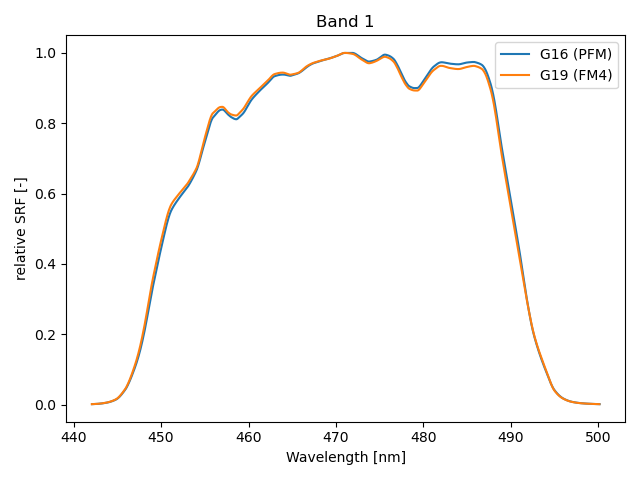 Band 1
G16 (PFM)
G19 (FM4)
relative SRF [-]
1.0
0.8
0.6
0.4
0.2
0.0
440 450 460 470 480 490 500
Wavelength [nm]